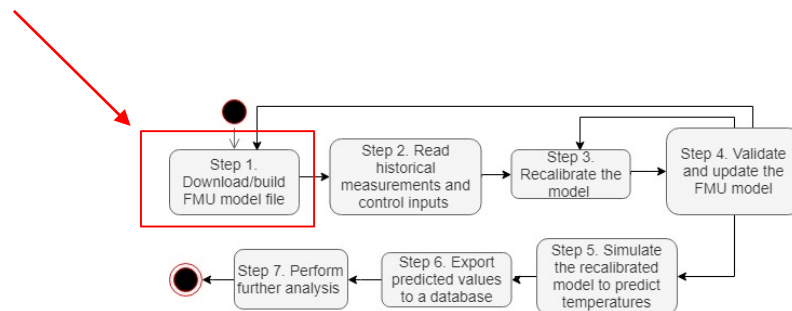 Step 1.
Download/build
FMU model file
Step 2. Read
historical
measurements and
control inputs
Step 3.
Recalibrate the
model
Step 4. Validate
and update the
FMU model
Step 5. Simulate
the recalibrated
model to predict
temperatures
Step 6. Export
predicted values
to a database
Step 7. Perform
further analysis